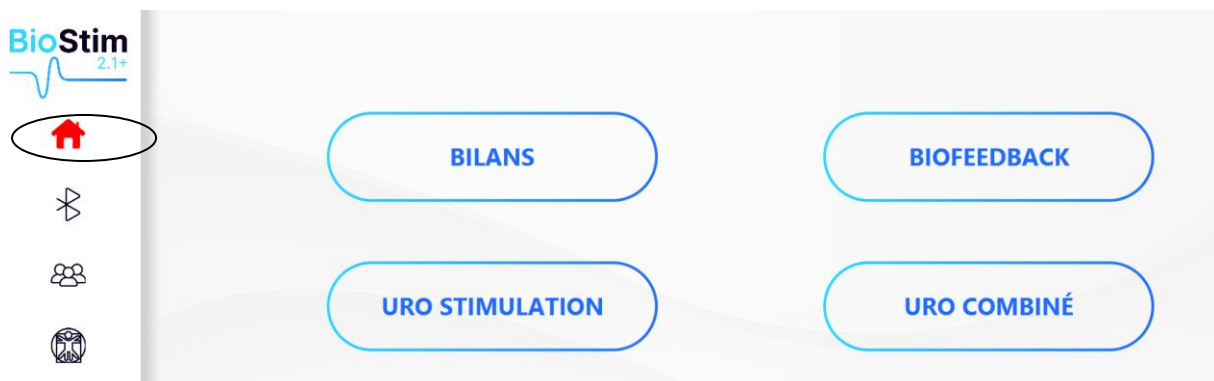 BioStim
2.1+
BILANS
BIOFEEDBACK
URO STIMULATION
URO COMBINÉ